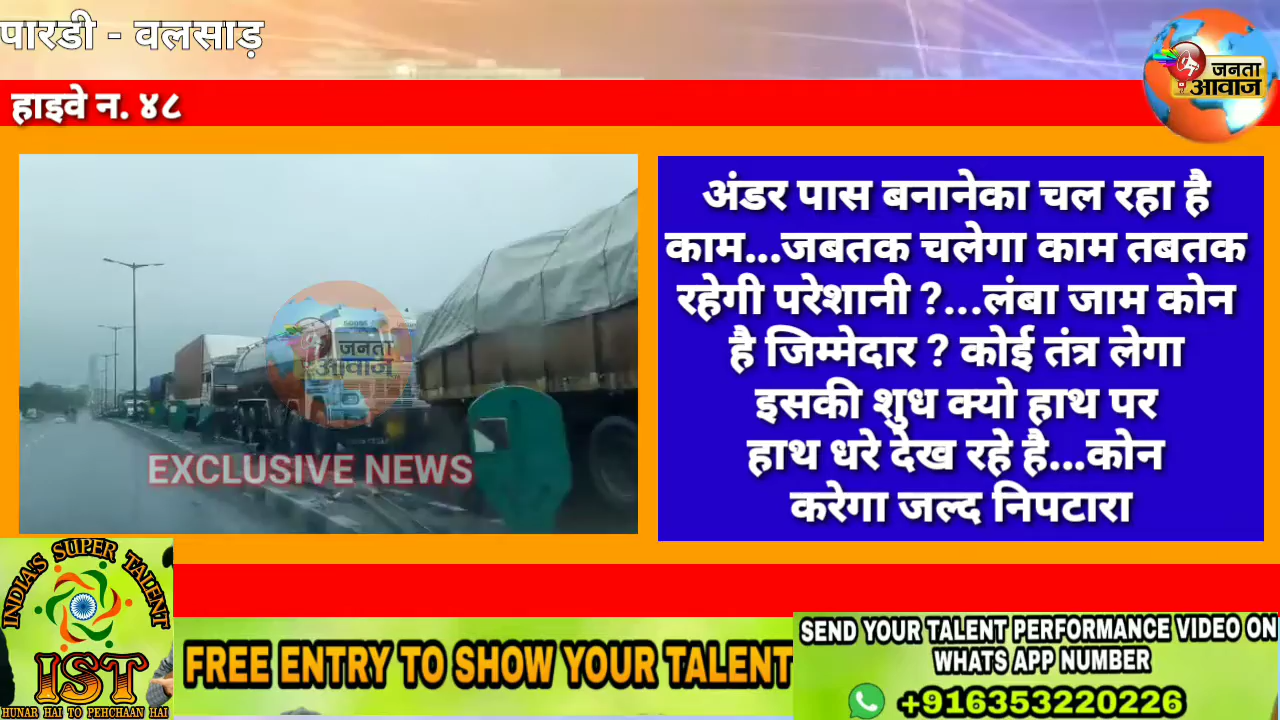 पारडी - वलसाड़
हाइवे न. ४८
जनता
आवाज
अंडर पास बनानेका चल रहा है
काम...जबतक चलेगा काम तबतक
रहेगी परेशानी ?...लंबा जाम कोन
है जिम्मेदार ? कोई तंत्र लेगा
इसकी शुध क्यो हाथ पर
हाथ धरे देख रहे है...कोन
करेगा जल्द निपटारा
जनता
आवाज
EXCLUSIVE NEWS
INDIA'S SUPER TALENT
IST
HUNAR HAI TO PEHCHAAN HAI
FREE ENTRY TO SHOW YOUR TALENT
SEND YOUR TALENT PERFORMANCE VIDEO ON
WHATS APP NUMBER
+916353220226